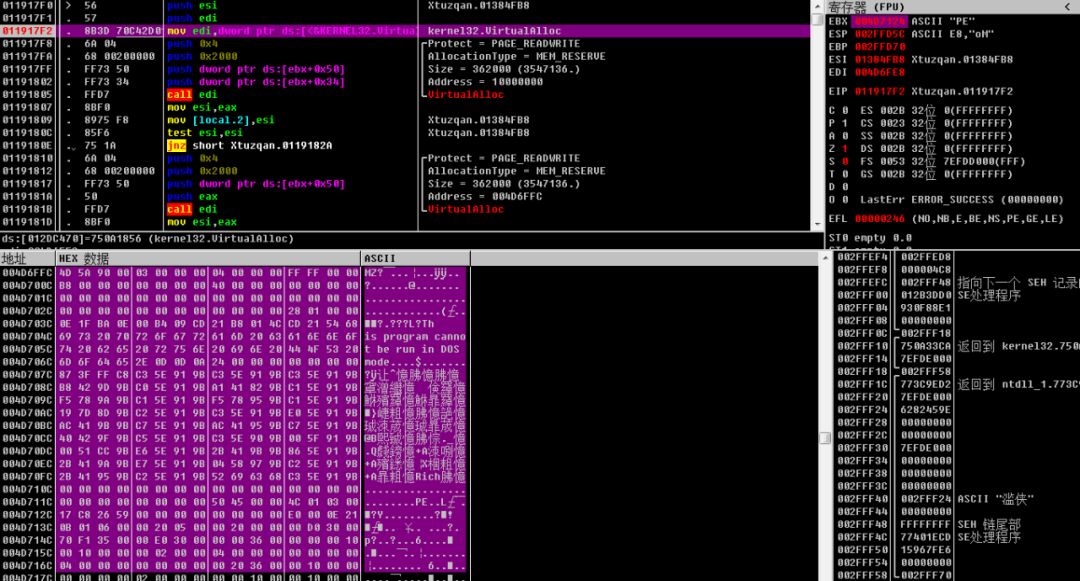 011917F0 > 56 push esi Xtuzqan.01384FB8
011917F1 . 57 push edi
011917F2 . 8B3D 70C42D0 mov edi,dword ptr ds:[<&KERNEL32.Virtua kernel32.VirtualAlloc
011917F8 . 6A 04 push 0x4 Protect = PAGE_READWRITE
011917FA . 68 00200000 push 0x2000 AllocationType = MEM_RESERVE
011917FF . FF73 50 push dword ptr ds:[ebx+0x50] Size = 362000 (3547136.)
01191802 . FF73 34 push dword ptr ds:[ebx+0x34] Address = 10000000
01191805 . FFD7 call edi VirtualAlloc
01191807 . 8BF0 mov esi,eax
01191809 . 8975 F8 mov [local.2],esi Xtuzqan.01384FB8
0119180C . 85F6 test esi,esi Xtuzqan.01384FB8
0119180E . 75 1A jnz short Xtuzqan.0119182A
01191810 . 6A 04 push 0x4 Protect = PAGE_READWRITE
01191812 . 68 00200000 push 0x2000 AllocationType = MEM_RESERVE
01191817 . FF73 50 push dword ptr ds:[ebx+0x50] Size = 362000 (3547136.)
0119181A . 50 push eax Address = 004D6FFC
0119181B . FFD7 call edi VirtualAlloc
0119181D . 8BF0 mov esi,eax
ds:[012DC470]=750A1856 (kernel32.VirtualAlloc)
寄存器 (FPU) <
EBX 004D7124 ASCII "PE"
ESP 002FFD5C ASCII E8,"oM"
EBP 002FFD70
ESI 01384FB8 Xtuzqan.01384FB8
EDI 004D6FE8
EIP 011917F2 Xtuzqan.011917F2
C 0 ES 002B 32位 0(FFFFFFFF)
P 1 CS 0023 32位 0(FFFFFFFF)
A 0 SS 002B 32位 0(FFFFFFFF)
Z 1 DS 002B 32位 0(FFFFFFFF)
S 0 FS 0053 32位 7EFDD000(FFF)
T 0 GS 002B 32位 0(FFFFFFFF)
D 0
O 0 LastErr ERROR_SUCCESS (00000000)
EFL 00000246 (NO,NB,E,BE,NS,PE,GE,LE)
ST0 empty 0.0
地址 HEX 数据 ASCII
004D6FFC 4D 5A 90 00 03 00 00 00 04 00 00 00 FF FF 00 00
004D700C B8 00 00 00 00 00 00 00 40 00 00 00 00 00 00 00
004D701C 00 00 00 00 00 00 00 00 00 00 00 00 00 00 00 00
004D702C 00 00 00 00 00 00 00 00 00 00 00 00 28 01 00 00
004D703C 0E 1F BA 0E 00 B4 09 CD 21 B8 01 4C CD 21 54 68
004D704C 69 73 20 70 72 6F 67 72 61 6D 20 63 61 6E 6E 6F is program canno
004D705C 74 20 62 65 20 72 75 6E 20 69 6E 20 44 4F 53 20 t be run in DOS
004D706C 6D 6F 64 65 2E 0D 0D 0A 24 00 00 00 00 00 00 00 mode....$.......
004D707C 87 3F FF C8 C3 5E 91 9B C3 5E 91 9B C3 5E 91 9B
004D708C B8 42 9D 9B C0 5E 91 9B A1 41 82 9B C1 5E 91 9B
004D709C F5 78 9A 9B C1 5E 91 9B F5 78 95 9B C1 5E 91 9B
004D70AC 19 7D 8D 9B C2 5E 91 9B C3 5E 91 9B E0 5E 91 9B
004D70BC AC 41 9B 9B C7 5E 91 9B AC 41 95 9B C7 5E 91 9B
004D70CC 40 42 9F 9B C5 5E 91 9B C3 5E 90 9B 00 5F 91 9B
004D70DC 00 51 CC 9B E6 5E 91 9B 2B 41 9B 9B 86 5E 91 9B
004D70EC 2B 41 9A 9B E7 5E 91 9B 04 58 97 9B C2 5E 91 9B
004D70FC 2B 41 95 9B C2 5E 91 9B 52 69 63 68 C3 5E 91 9B
004D710C 00 00 00 00 00 00 00 00 00 00 00 00 00 00 00 00 ................
004D711C 00 00 00 00 00 00 00 00 50 45 00 00 4C 01 03 00
004D712C 17 C8 26 59 00 00 00 00 00 00 00 00 E0 00 0E 21
004D713C 0B 01 06 00 00 20 05 00 00 20 00 00 00 D0 30 00
004D714C 70 F1 35 00 00 E0 30 00 00 00 36 00 00 00 00 10
004D715C 00 10 00 00 00 02 00 00 04 00 00 00 00 00 00 00
004D716C 04 00 00 00 00 00 00 00 00 20 36 00 00 10 00 00
002FFEF4 002FFED8
002FFEF8 000004C8
002FFEFC 002FFF48 指向下一个 SEH 记录
002FFF00 012B3DD0 SE处理程序
002FFF04 930F88E1
002FFF08 00000000
002FFF0C 002FFF18
002FFF10 750A33CA 返回到 kernel32.750
002FFF14 7EFDE000
002FFF18 002FFF58
002FFF1C 773C9ED2 返回到 ntdll_1.773C9
002FFF20 7EFDE000
002FFF24 6282459E
002FFF28 00000000
002FFF2C 00000000
002FFF30 7EFDE000
002FFF34 00000000
002FFF38 00000000
002FFF3C 00000000
002FFF40 002FFF24 ASCII "濫侠"
002FFF44 00000000
002FFF48 FFFFFFFF SEH 链尾部
002FFF4C 77401ECD SE处理程序
002FFF50 15967FE6
002FFF54 00000000
002FFF58 002FFF70